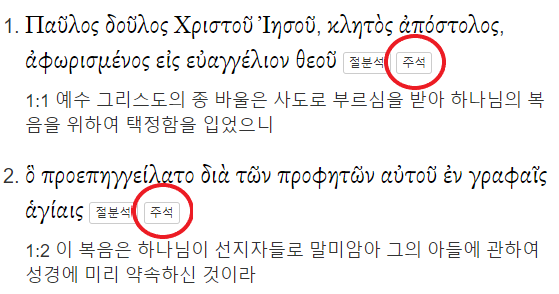 1. Παῦλος δοῦλος Χριστοῦ Ἰησοῦ, κλητὸς ἀπόστολος,
ἀφωρισμένος εἰς εὐαγγέλιον θεοῦ 절분석 주석
1:1 예수 그리스도의 종 바울은 사도로 부르심을 받아 하나님의 복
음을 위하여 택정함을 입었으니
2. ὃ προεπηγγείλατο διὰ τῶν προφητῶν αὐτοῦ ἐν γραφαῖς
ἁγίαις 절분석 주석
1:2 이 복음은 하나님이 선지자들로 말미암아 그의 아들에 관하여
성경에 미리 약속하신 것이라